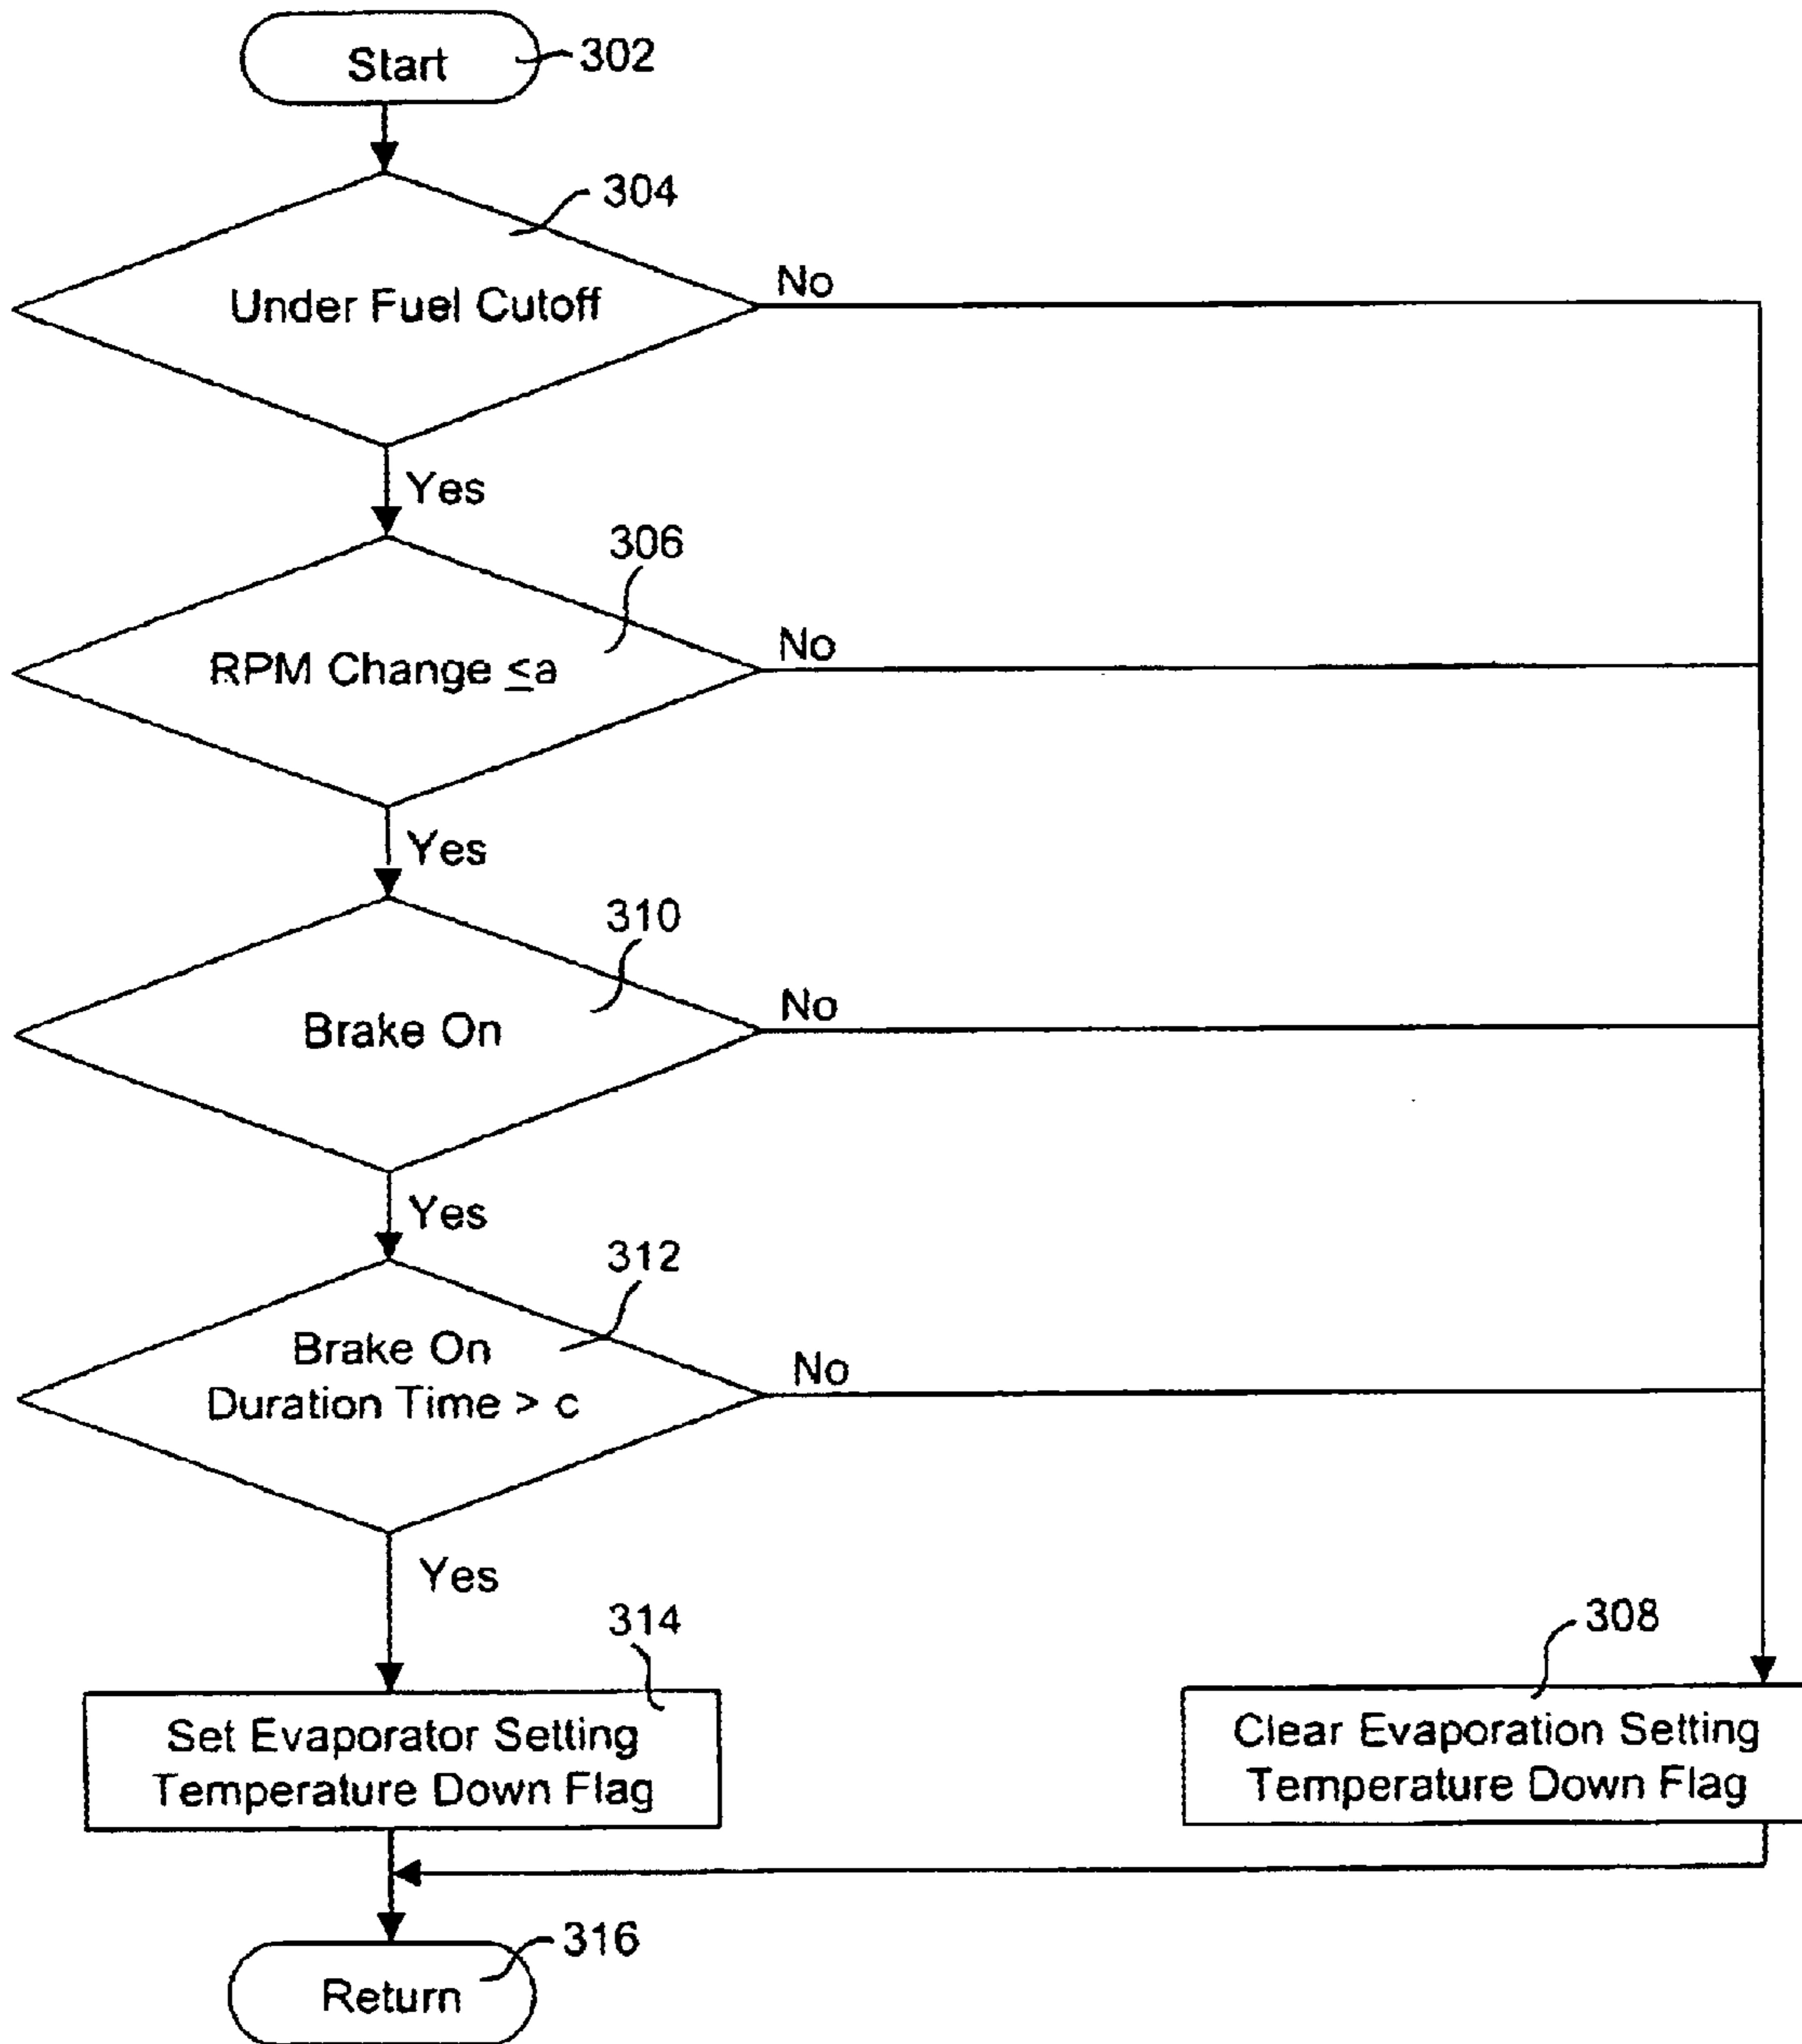 Start
302
304
Under Fuel Cutoff
No
Yes
306
RPM Change ≤a
No
Yes
310
Brake On
No
Yes
312
Brake On
Duration Time > c
No
Yes
314
Set Evaporator Setting
Temperature Down Flag
308
Clear Evaporation Setting
Temperature Down Flag
316
Return